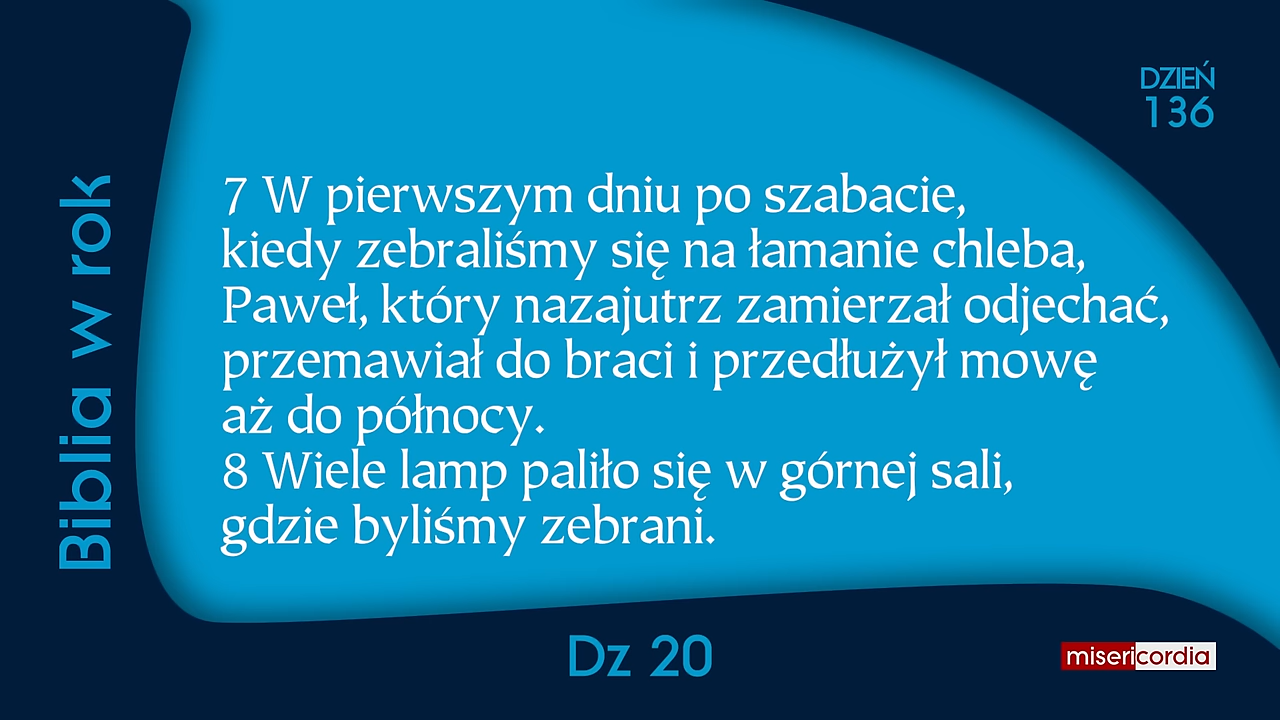 DZIEŃ
136
Biblia w rok
7 W pierwszym dniu po szabacie,
kiedy zebraliśmy się na łamanie chleba,
Paweł, który nazajutrz zamierzał odjechać,
przemawiał do braci i przedłużył mowę
aż do północy.
8 Wiele lamp paliło się w górnej sali,
gdzie byliśmy zebrani.
Dz 20
misericordia